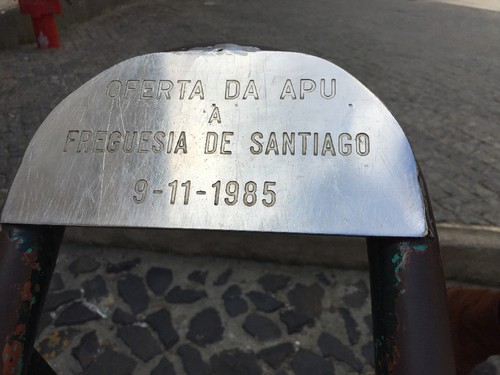 OFERTA DA APU
A
FREGUESIA DE SANTIAGO
9-11-1985